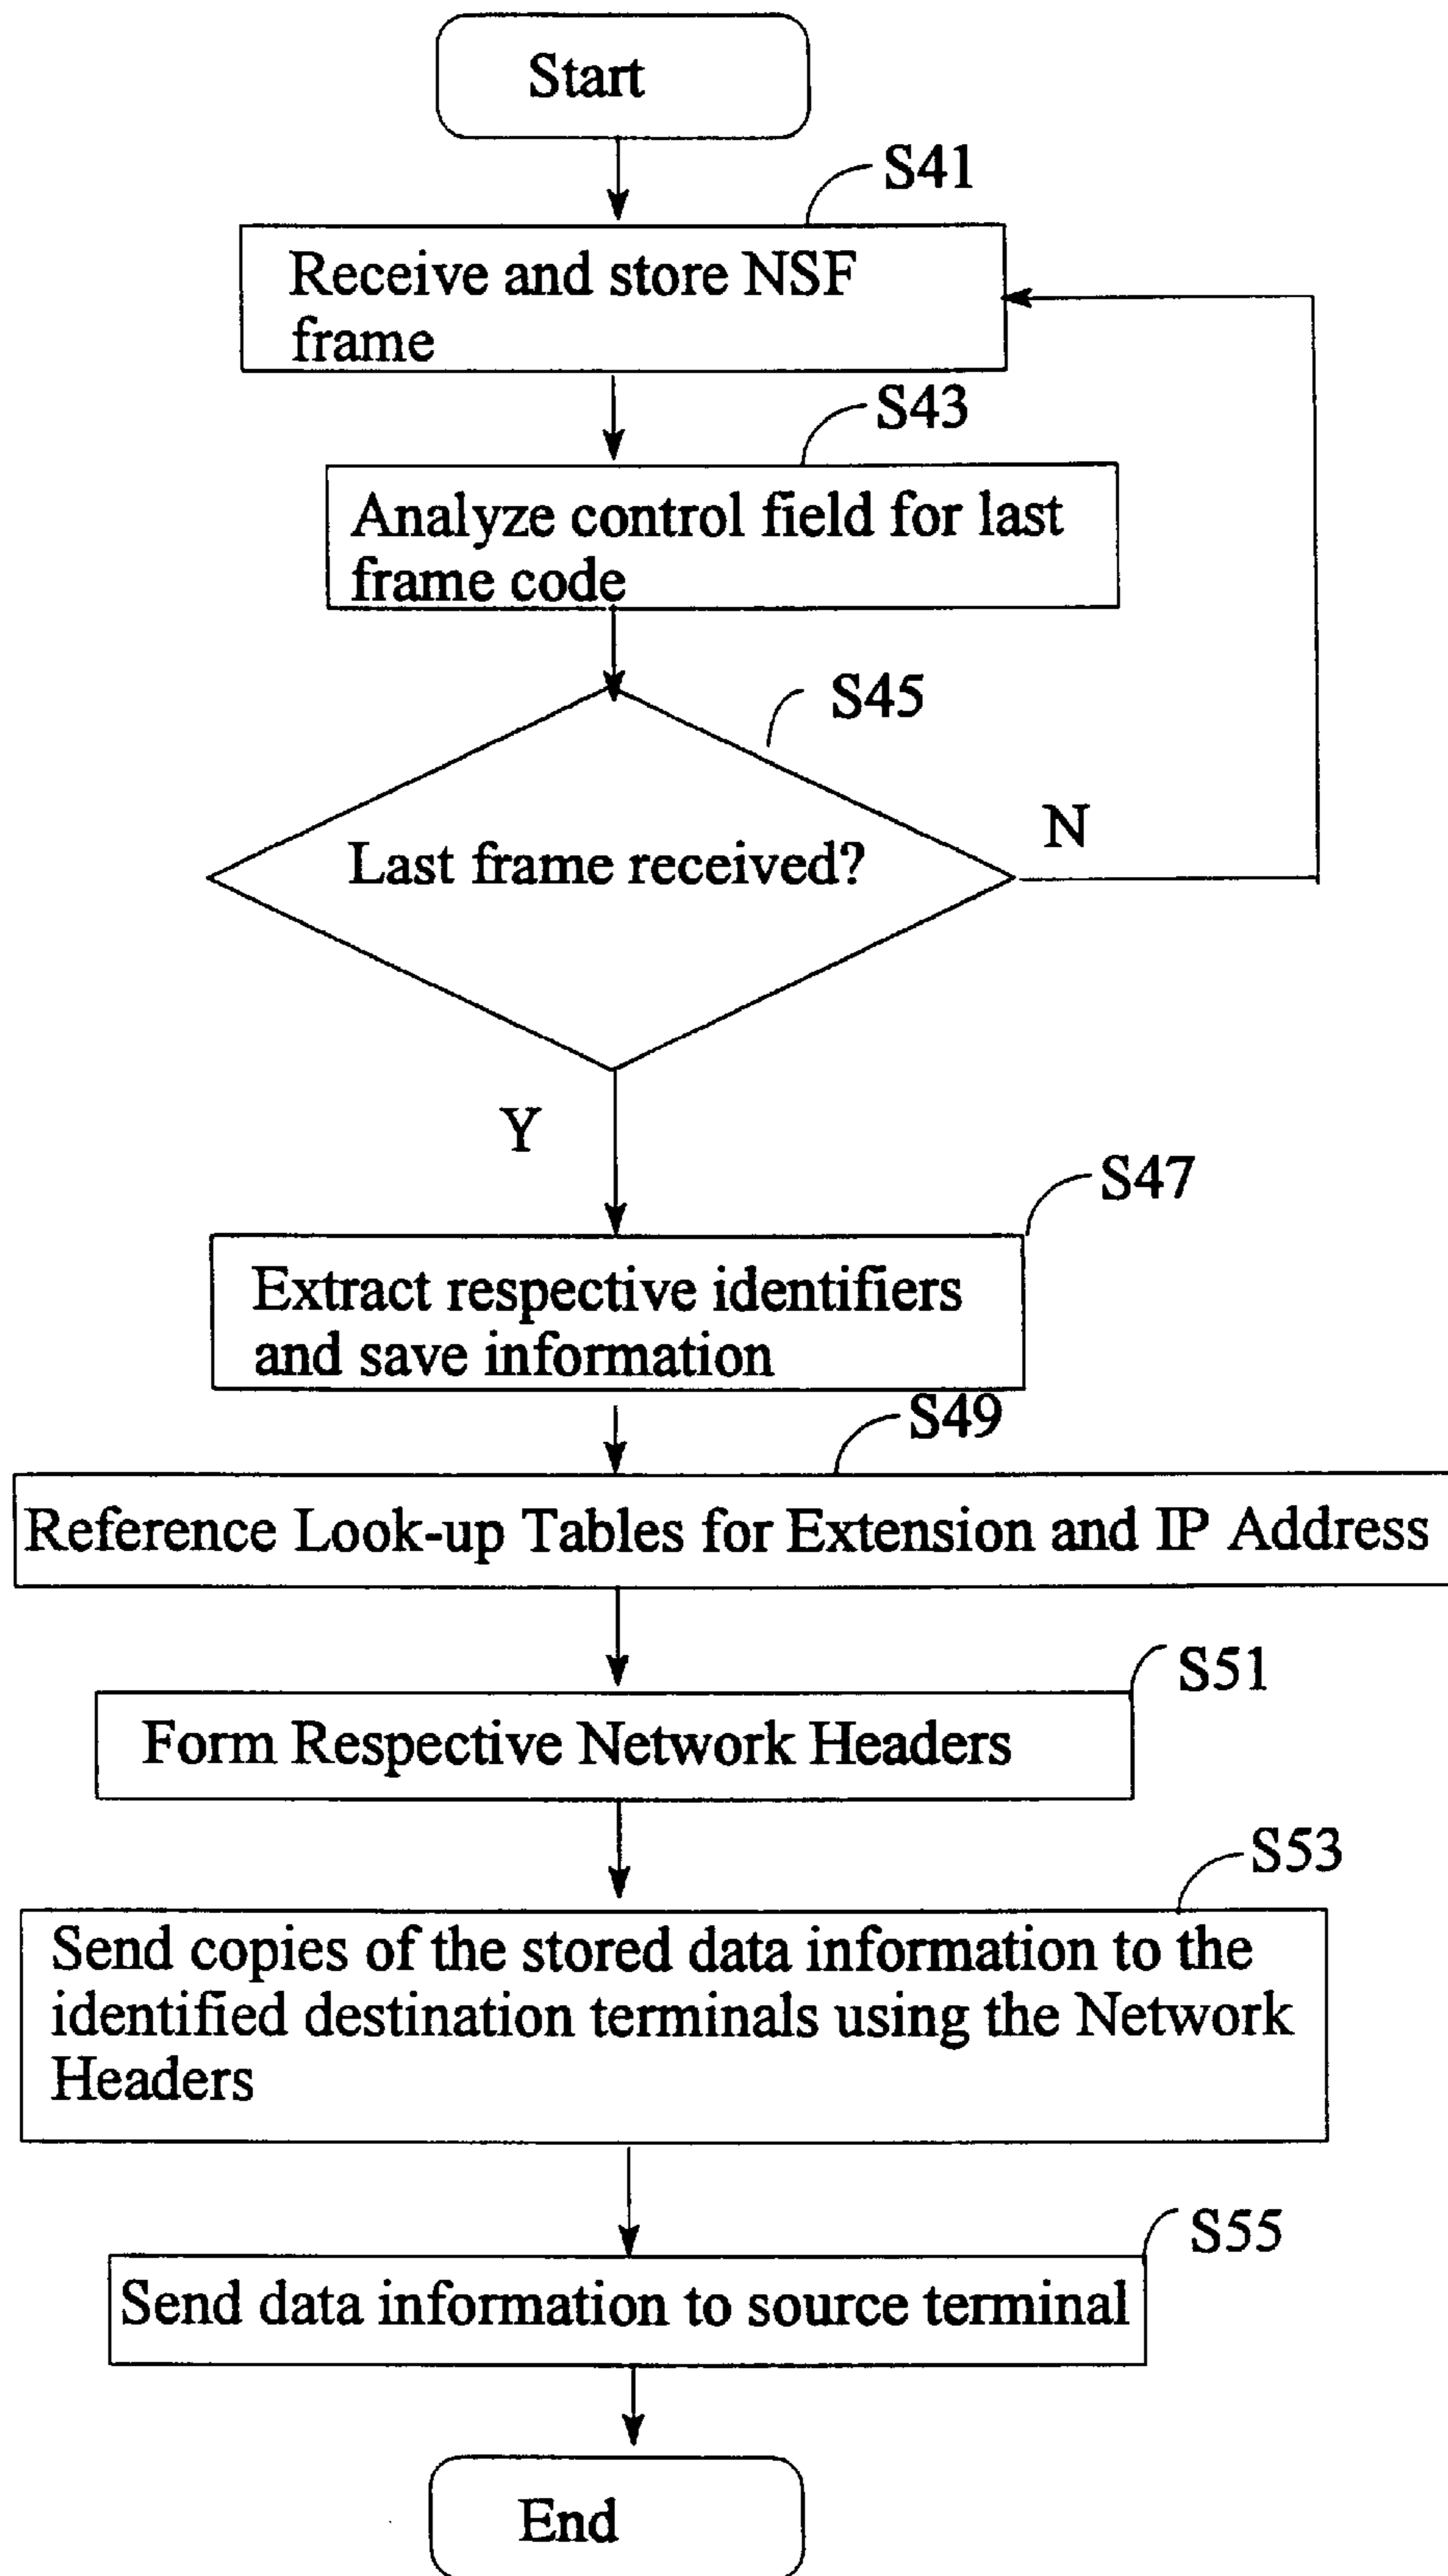 Start
S41
Receive and store NSF
frame
S43
Analyze control field for last
frame code
S45
Last frame received?
N
Y
S47
Extract respective identifiers
and save information
S49
Reference Look-up Tables for Extension and IP Address
S51
Form Respective Network Headers
S53
Send copies of the stored data information to the
identified destination terminals using the Network
Headers
S55
Send data information to source terminal
End